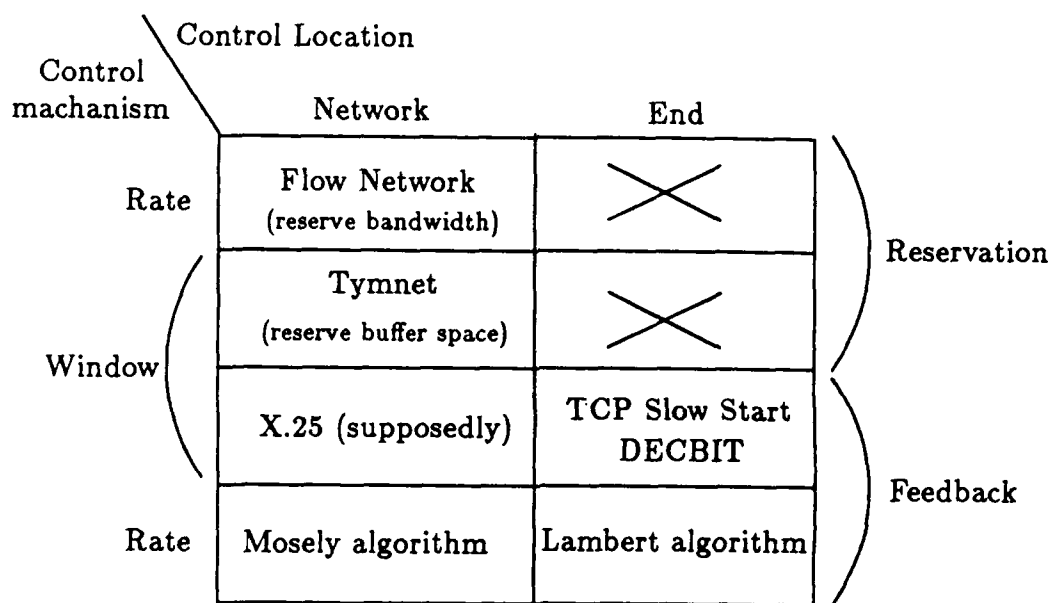 Control Location
Control
machanism
Network
End
Rate
Flow Network
(reserve bandwidth)
Reservation
Tymnet
(reserve buffer space)
Window
X.25 (supposedly)
TCP Slow Start
DECBIT
Feedback
Rate
Mosely algorithm
Lambert algorithm